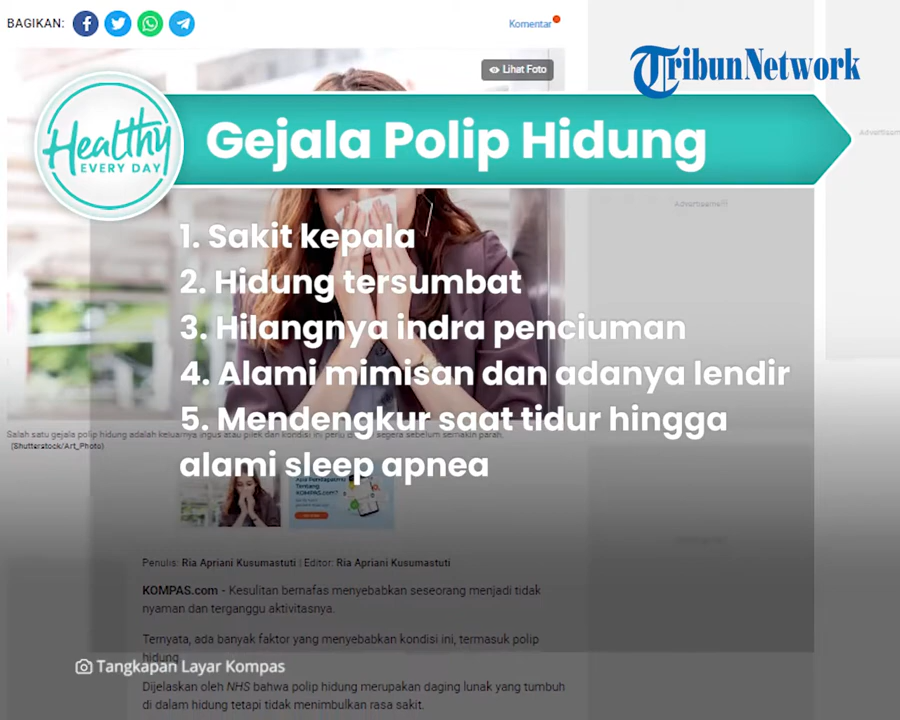 BAGIKAN:
Komentar
Lihat Foto
TribunNetwork
Healthy
EVERY DAY
Gejala Polip Hidung
Advertisement
1. Sakit kepala
2. Hidung tersumbat
3. Hilangnya indra penciuman
4. Alami mimisan dan adanya lendir
5. Mendengkur saat tidur hingga
alami sleep apnea
Salah satu gejala polip hidung adalah keluarnya ingus atau pilek dan kondisi ini perlu segera sebelum semakin parah.
(Shutterstock/Art_Photo)
KOMPAS.com?
Penulis: Ria Apriani Kusumastuti | Editor: Ria Apriani Kusumastuti
KOMPAS.com - Kesulitan bernafas menyebabkan seseorang menjadi tidak
nyaman dan terganggu aktivitasnya.
Ternyata, ada banyak faktor yang menyebabkan kondisi ini, termasuk polip
hidung
Tangkapan Layar Kompas
Dijelaskan oleh NHS bahwa polip hidung merupakan daging lunak yang tumbuh
di dalam hidung tetapi tidak menimbulkan rasa sakit.